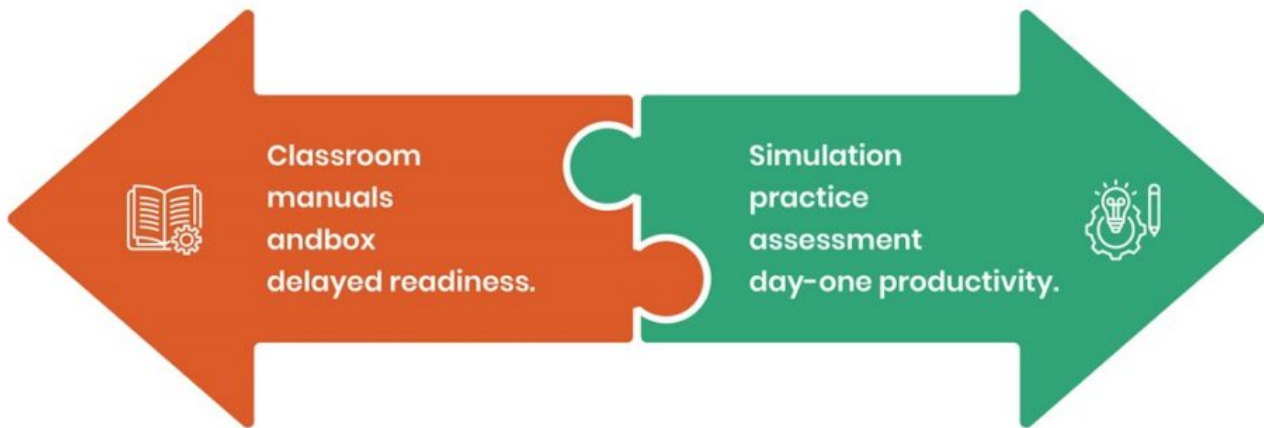 Classroom
manuals
andbox
delayed readiness.
Simulation
practice
assessment
day-one productivity.